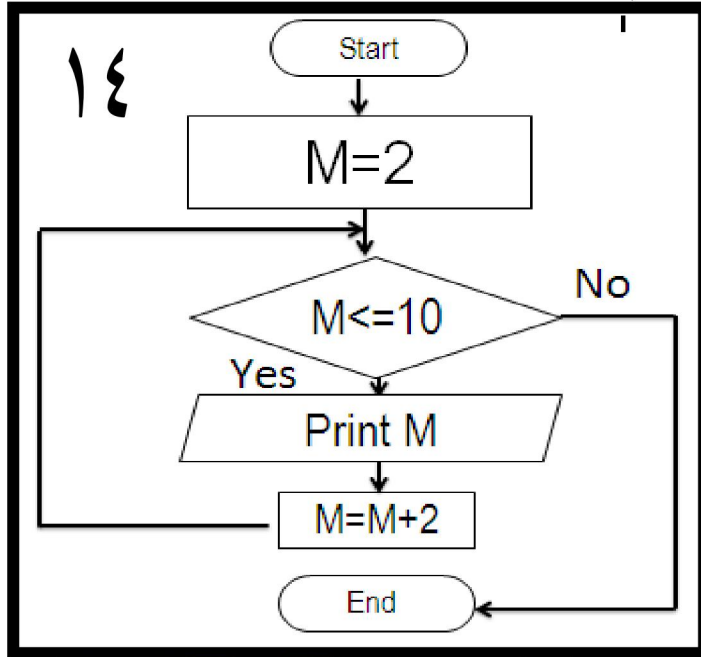 ١٤
Start
M=2
M<=10
No
Yes
Print M
M=M+2
End